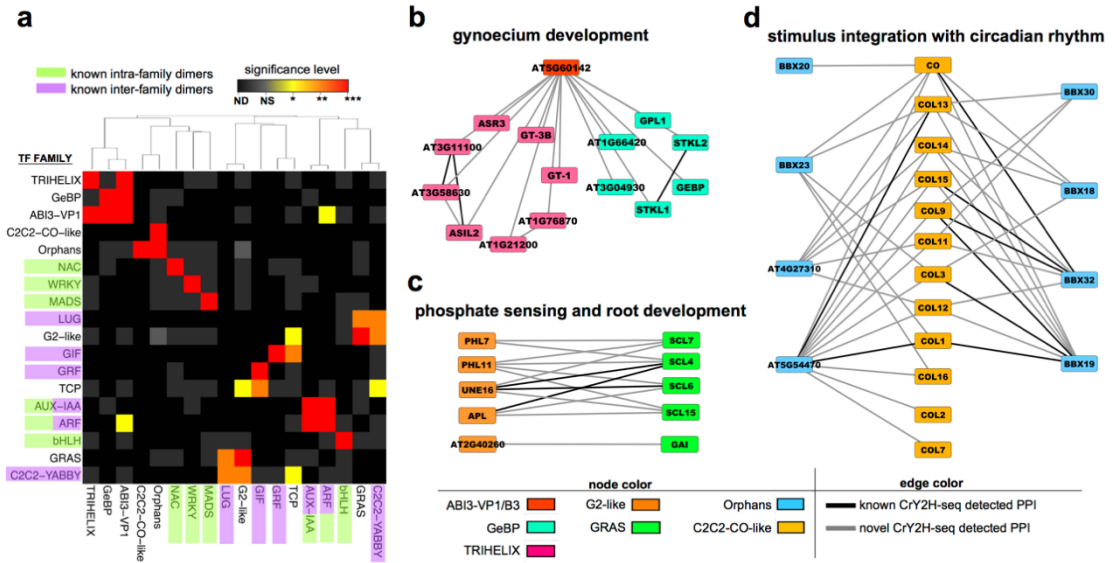 a
known intra-family dimers
known inter-family dimers
significance level
ND NS * ** ***
TF FAMILY
TRIHELIX
GeBP
ABI3-VP1
C2C2-CO-like
Orphans
NAC
WRKY
MADS
LUG
G2-like
GIF
GRF
TCP
AUX-IAA
ARF
bHLH
GRAS
C2C2-YABBY
TRIHELIX
GeBP
ABI3-VP1
C2C2-CO-like
Orphans
NAC
WRKY
MADS
LUG
G2-like
GIF
GRF
TCP
AUX-IAA
ARF
bHLH
GRAS
C2C2-YABBY
b
gynoecium development
AT5G60142
ASR3
GT-3B
GPL1
AT3G11100
AT1G66420
STKL2
GT-1
AT3G58630
AT3G04930
GEBP
STKL1
ASIL2
AT1G76870
AT1G21200
c
phosphate sensing and root development
PHL7
SCL7
PHL11
SCL4
UNE16
SCL6
APL
SCL15
AT2G40260
GAI
d
stimulus integration with circadian rhythm
BBX20
CO
BBX30
COL13
COL14
BBX23
COL15
BBX18
COL9
COL11
AT4G27310
COL3
BBX32
COL12
COL1
AT5G54470
BBX19
COL16
COL2
COL7
node color
edge color
ABI3-VP1/B3
G2-like
Orphans
known CrY2H-seq detected PPI
GeBP
GRAS
C2C2-CO-like
novel CrY2H-seq detected PPI
TRIHELIX